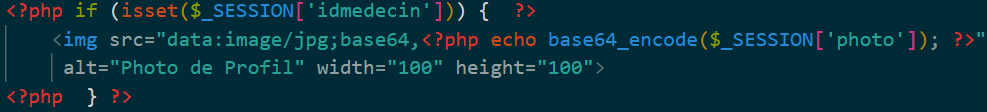 <?php if (isset($_SESSION['idmedecin'])) {  ?>
<img src="data:image/jpg;base64,<?php echo base64_encode($_SESSION['photo']); ?>"
alt="Photo de Profil" width="100" height="100">
<?php  } ?>